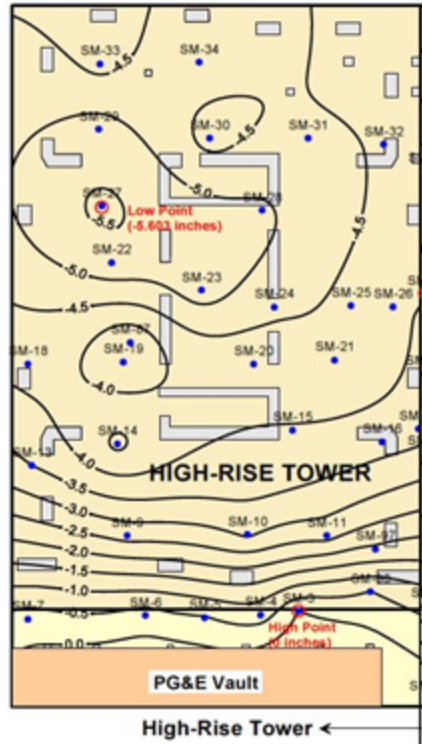 SM-33
SM-34
-4.5
SM-29
SM-30
-4.5
SM-31
SM-32
-5.0
SM-27
-5.5
Low Point
(-5.603 inches)
SM-28
-4.5
SM-22
-5.0
SM-23
-4.5
SM-24
SM-25
SM-26
SM-18
SM-19
-4.0
SM-20
SM-21
SM-14
SM-15
SM-16
SM-13
-4.0
HIGH-RISE TOWER
-3.5
-3.0
-2.5
SM-9
SM-10
SM-11
-2.0
-1.5
-1.0
SM-7
-0.5
SM-6
SM-5
SM-4
SM-3
High Point
(0 inches)
0.0
PG&E Vault
High-Rise Tower